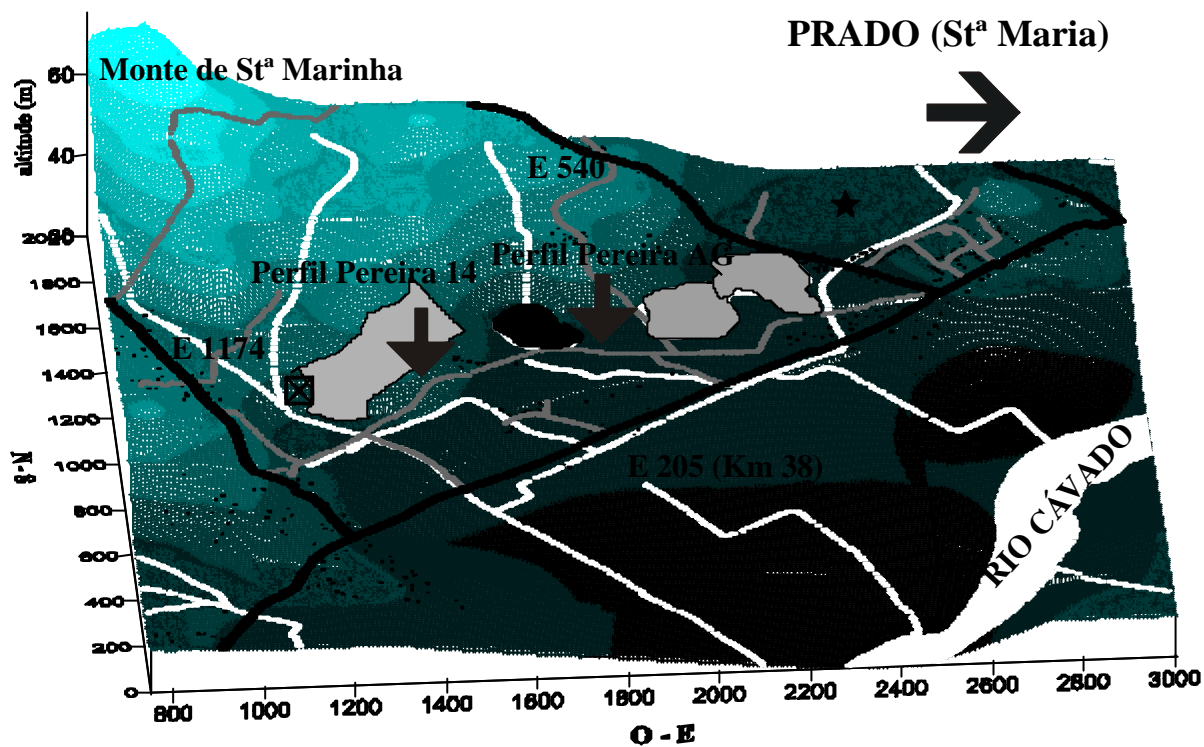 PRADO (Stª Maria)
Monte de Stª Marinha
altitude (m)
60
40
E 540
Perfil Pereira AG
Perfil Pereira 14
E 1174
E 205 (Km 38)
RIO CÁVADO
S-N
1800
1600
1400
1200
1000
800
600
400
200
0
800
1000
1200
1400
1600
1800
2000
2200
2400
2600
2800
3000
O - E